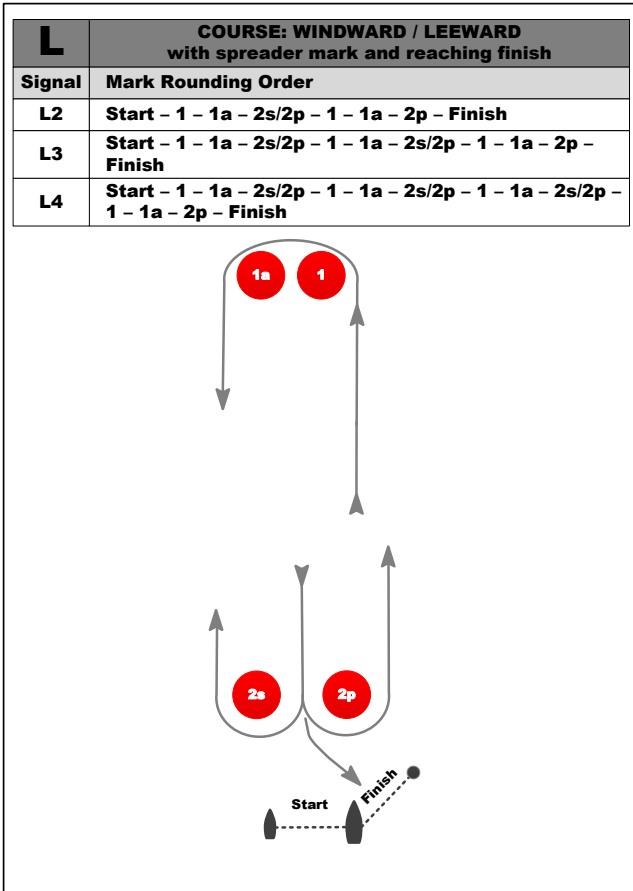 L
COURSE: WINDWARD / LEEWARD
with spreader mark and reaching finish
Signal Mark Rounding Order
L2 Start – 1 – 1a – 2s/2p – 1 – 1a – 2p – Finish
L3 Start – 1 – 1a – 2s/2p – 1 – 1a – 2s/2p – 1 – 1a – 2p –
Finish
L4 Start – 1 – 1a – 2s/2p – 1 – 1a – 2s/2p – 1 – 1a – 2s/2p –
1 – 1a – 2p – Finish
1a 1
2s 2p
Start
Finish